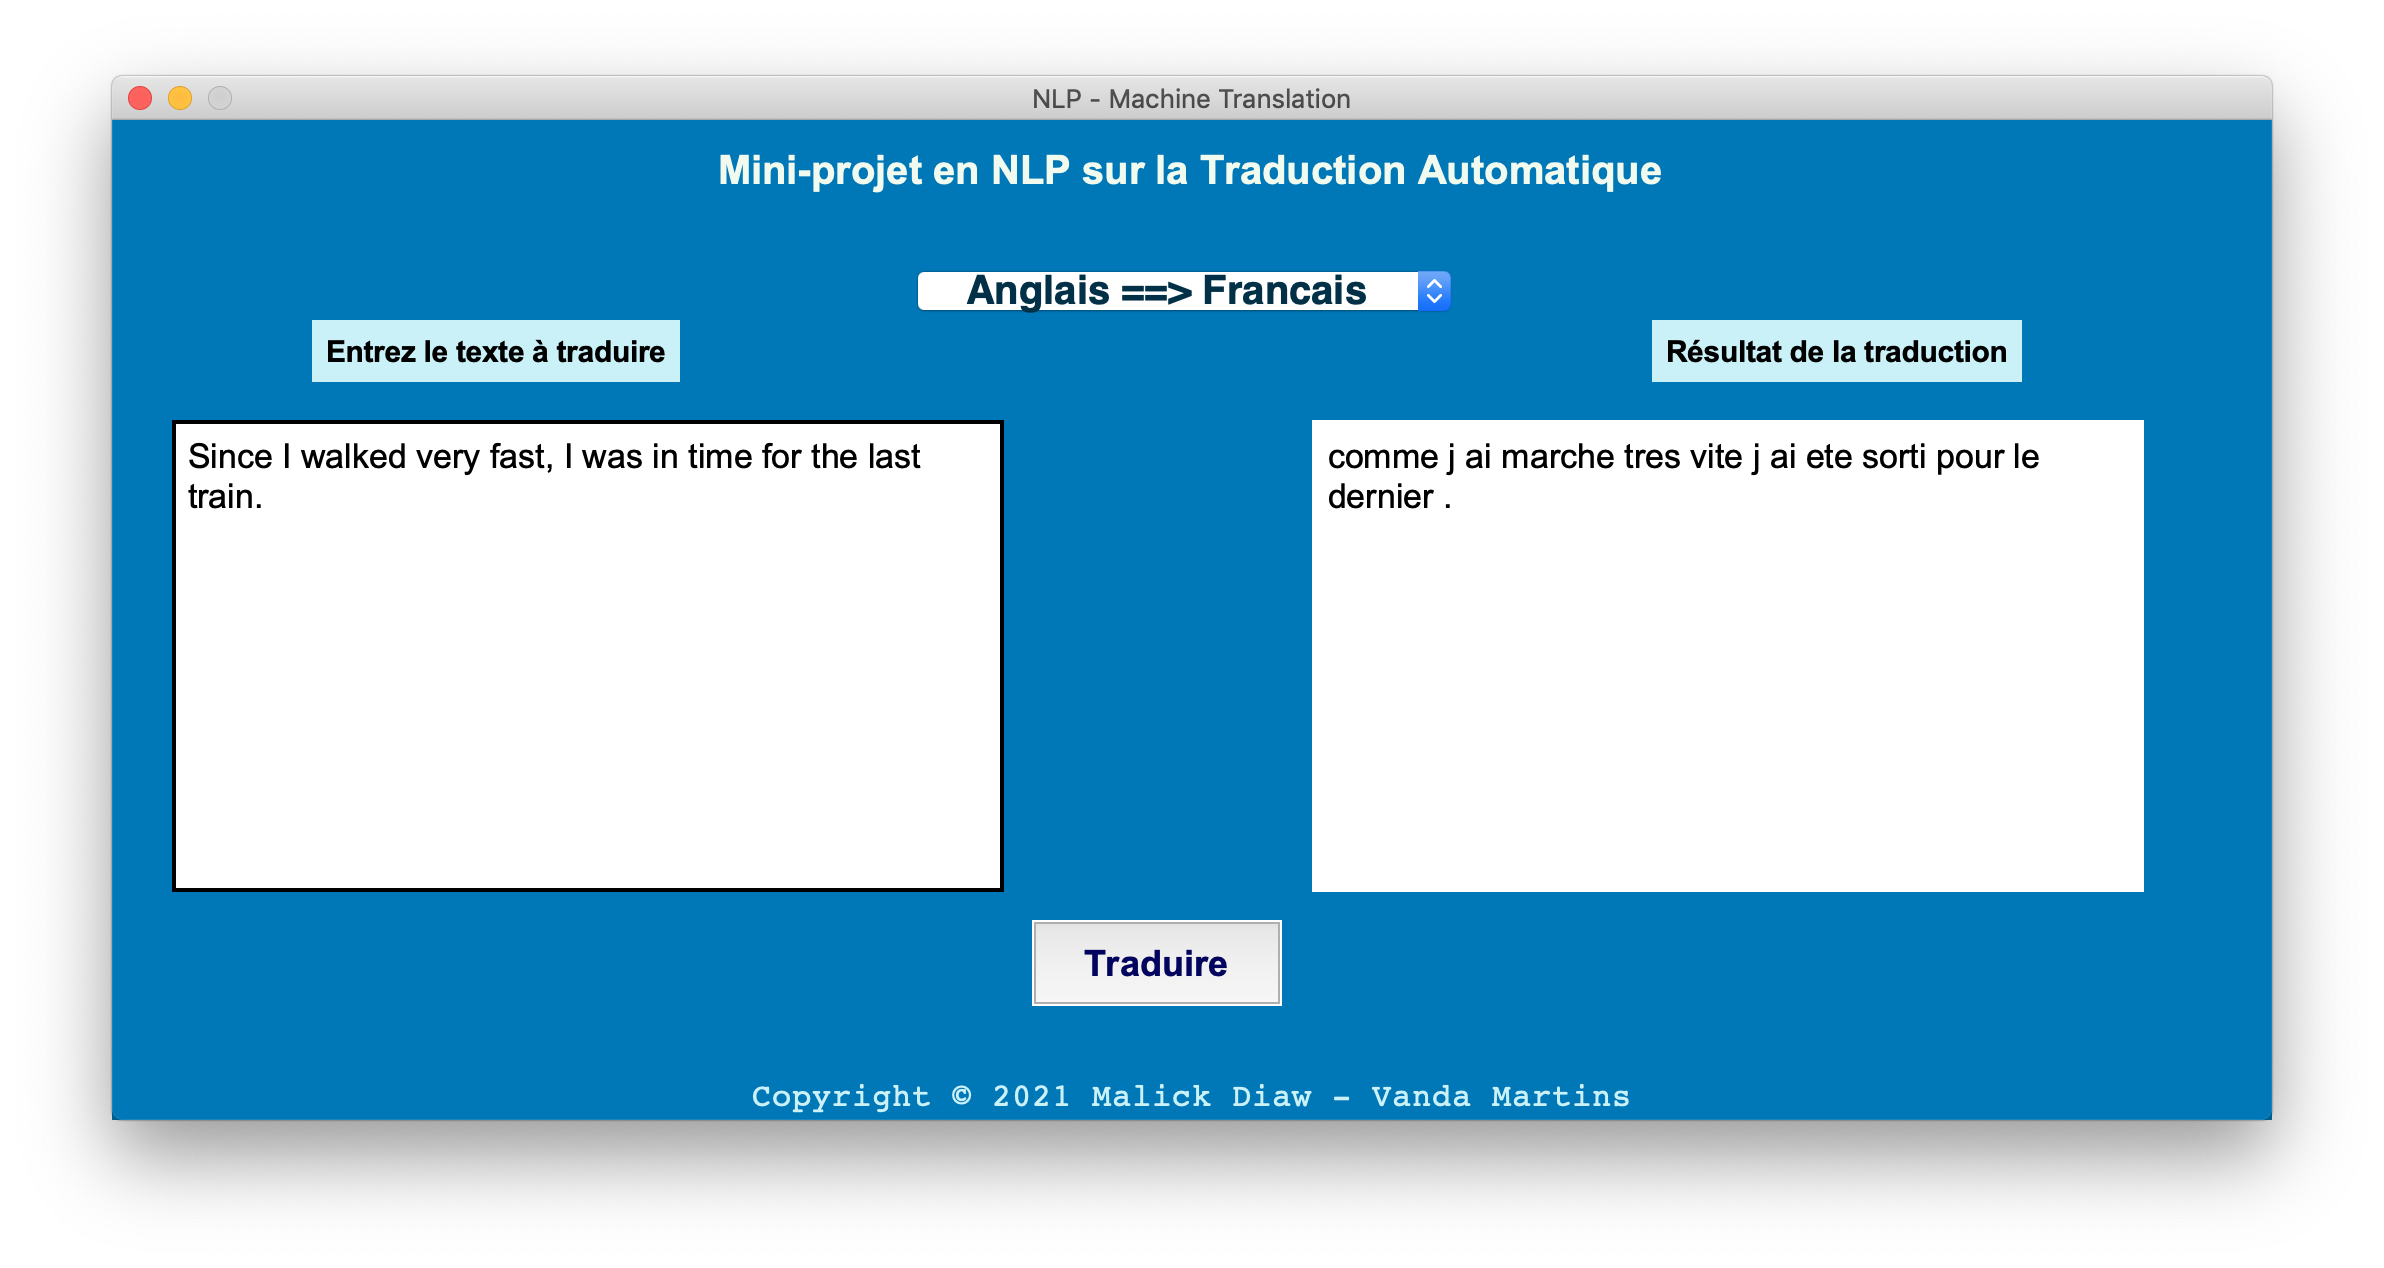 NLP - Machine Translation
Mini-projet en NLP sur la Traduction Automatique
Anglais ==> Francais
Entrez le texte à traduire
Résultat de la traduction
Since I walked very fast, I was in time for the last
train.
comme j ai marche tres vite j ai ete sorti pour le
dernier .
Traduire
Copyright © 2021 Malick Diaw - Vanda Martins